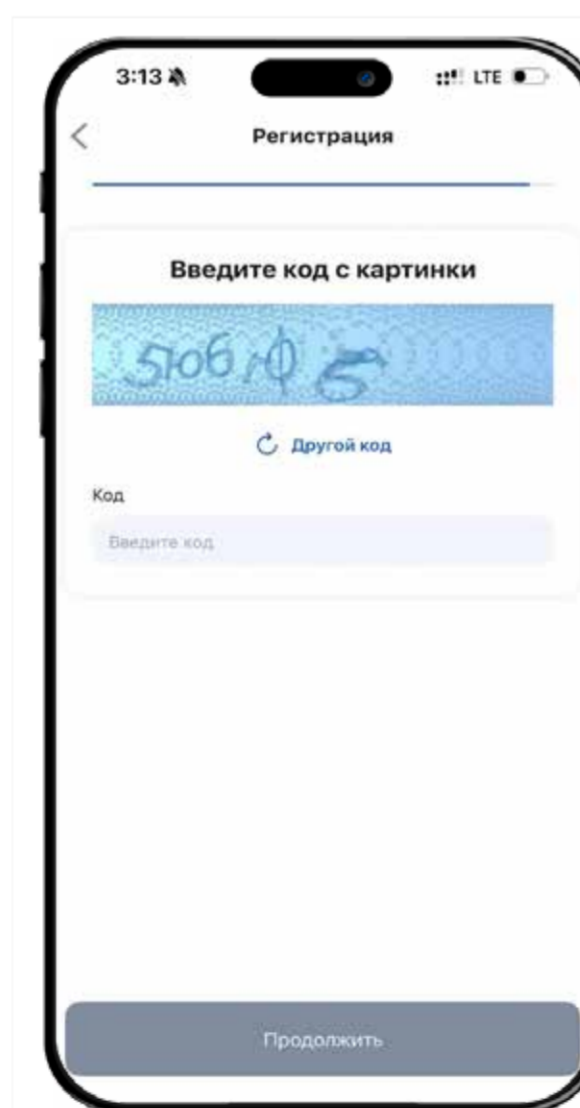 3:13 LTE
Регистрация
Введите код с картинки
Другой код
Код
Введите код
Продолжить